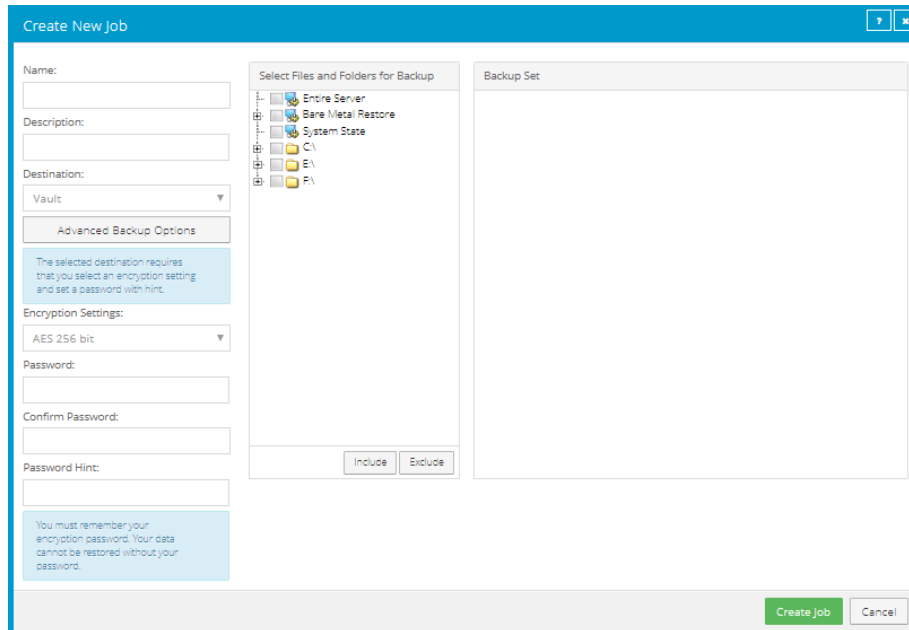 Create New Job
?
x
Name:
Description:
Destination:
Vault
Advanced Backup Options
The selected destination requires
that you select an encryption setting
and set a password with hint.
Encryption Settings:
AES 256 bit
Password:
Confirm Password:
Password Hint:
You must remember your
encryption password. Your data
cannot be restored without your
password.
Select Files and Folders for Backup
Entire Server
Bare Metal Restore
System State
C:\
E:\
F:\
Include
Exclude
Backup Set
Create Job
Cancel